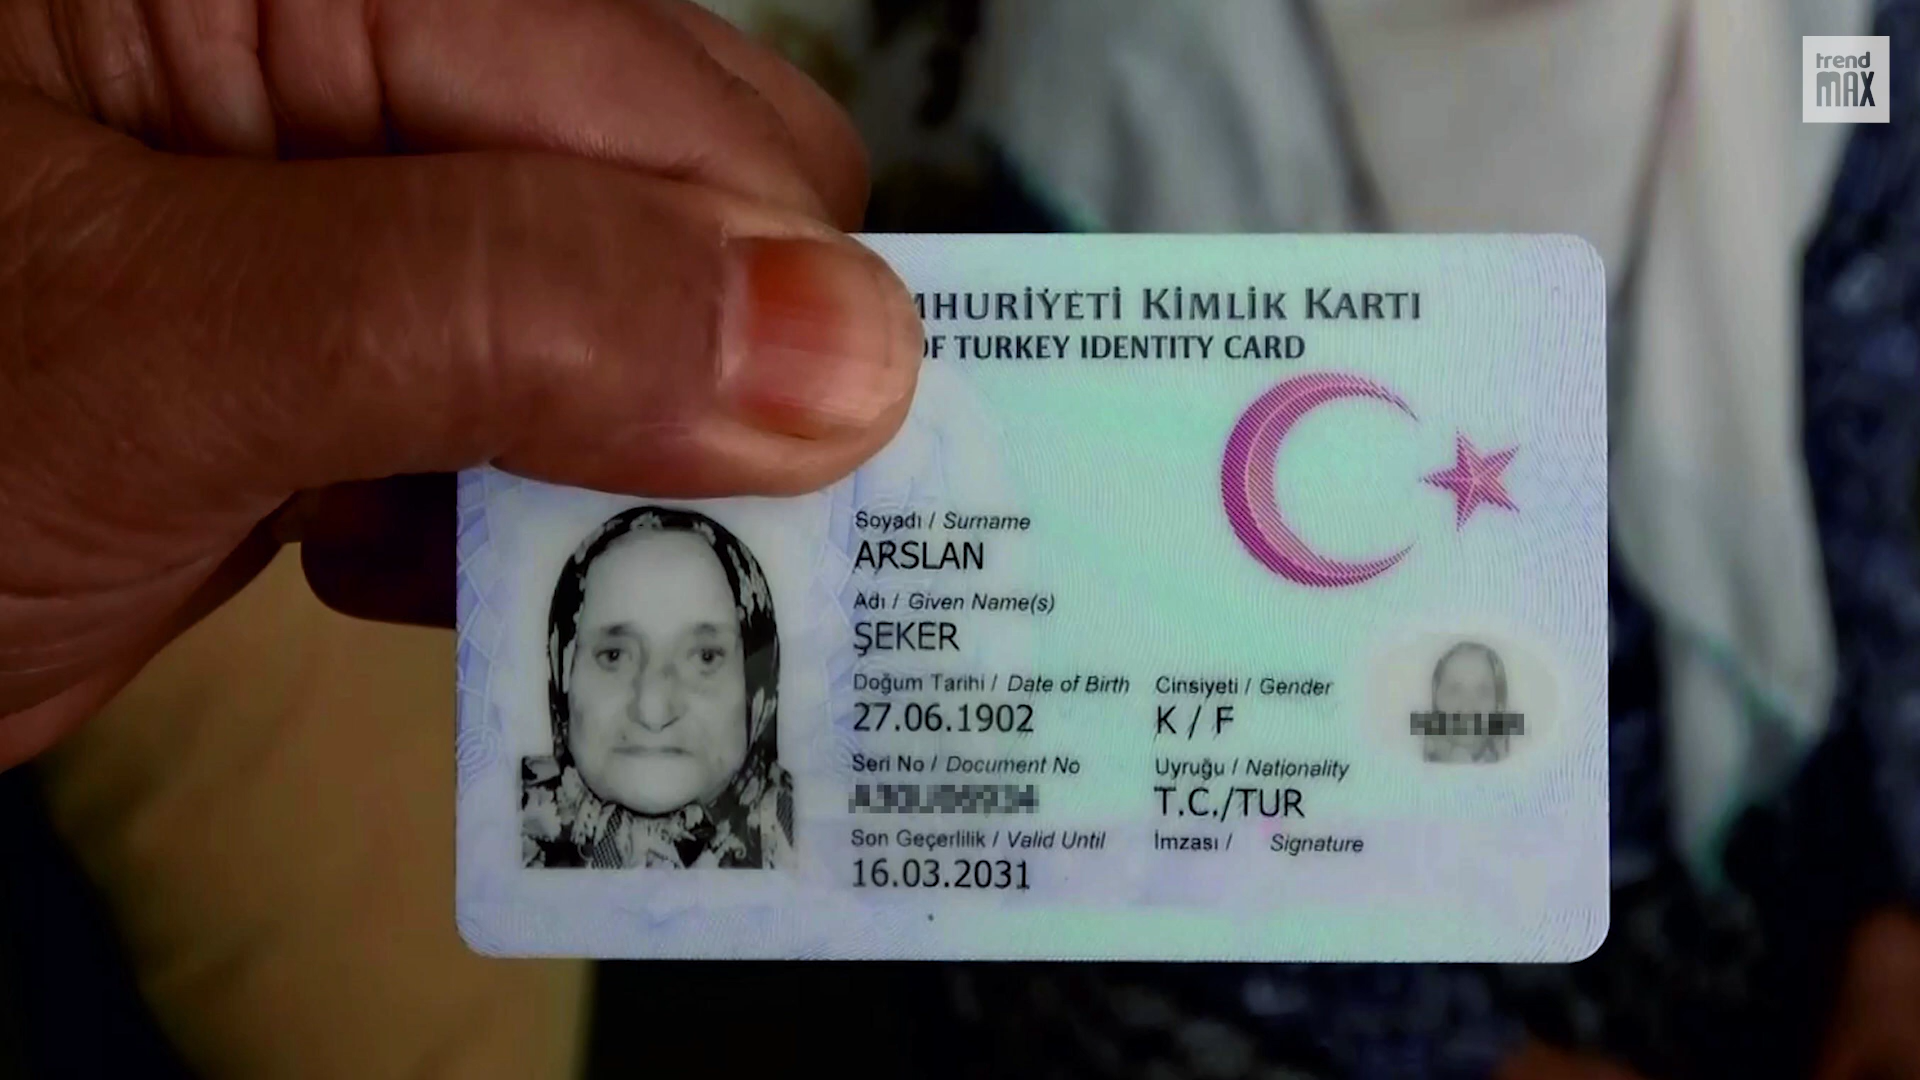 trend
MAX
MHURİYETİ KİMLİK KARTI
OF TURKEY IDENTITY CARD
Soyadı / Surname
ARSLAN
Adı / Given Name(s)
ŞEKER
Doğum Tarihi / Date of Birth
27.06.1902
Cinsiyeti / Gender
K / F
Seri No / Document No
Uyruğu / Nationality
T.C./TUR
Son Geçerlilik / Valid Until
16.03.2031
İmzası / Signature